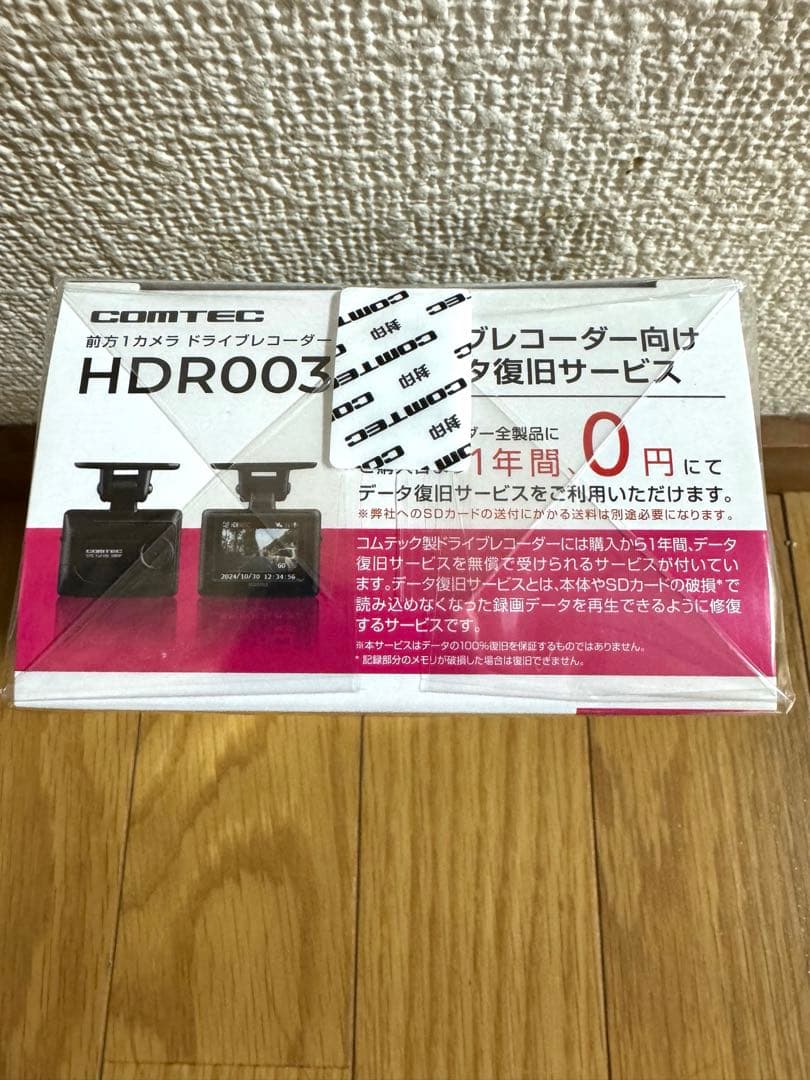 COMTEC
前方1カメラ ドライブレコーダー
HDR003
ブレコーダー向け
タ復旧サービス
封印
COMTEC
封印
COMTEC
封印
COMTEC
封印
ダー全製品に
1年間、0円にて
データ復旧サービスをご利用いただけます。
※弊社へのSDカードの送付にかかる送料は別途必要になります。
コムテック製ドライブレコーダーには購入から1年間、データ
復旧サービスを無償で受けられるサービスが付いてい
ます。データ復旧サービスとは、本体やSDカードの破損*で
読み込めなくなった録画データを再生できるように修復
するサービスです。
※本サービスはデータの100%復旧を保証するものではありません。
* 記録部分のメモリが破損した場合は復旧できません。
COMTEC
60
2024/10/30 12:34:56